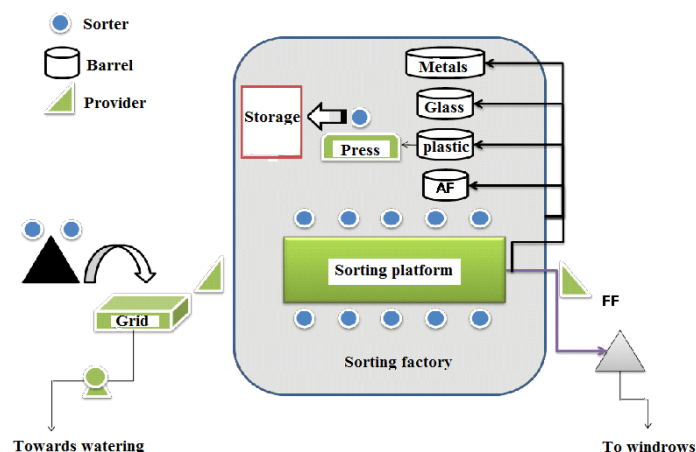 Sorter
Barrel
Provider
Metals
Glass
Storage
Press
plastic
AF
Sorting platform
FF
Grid
Sorting factory
Towards watering
To windrows